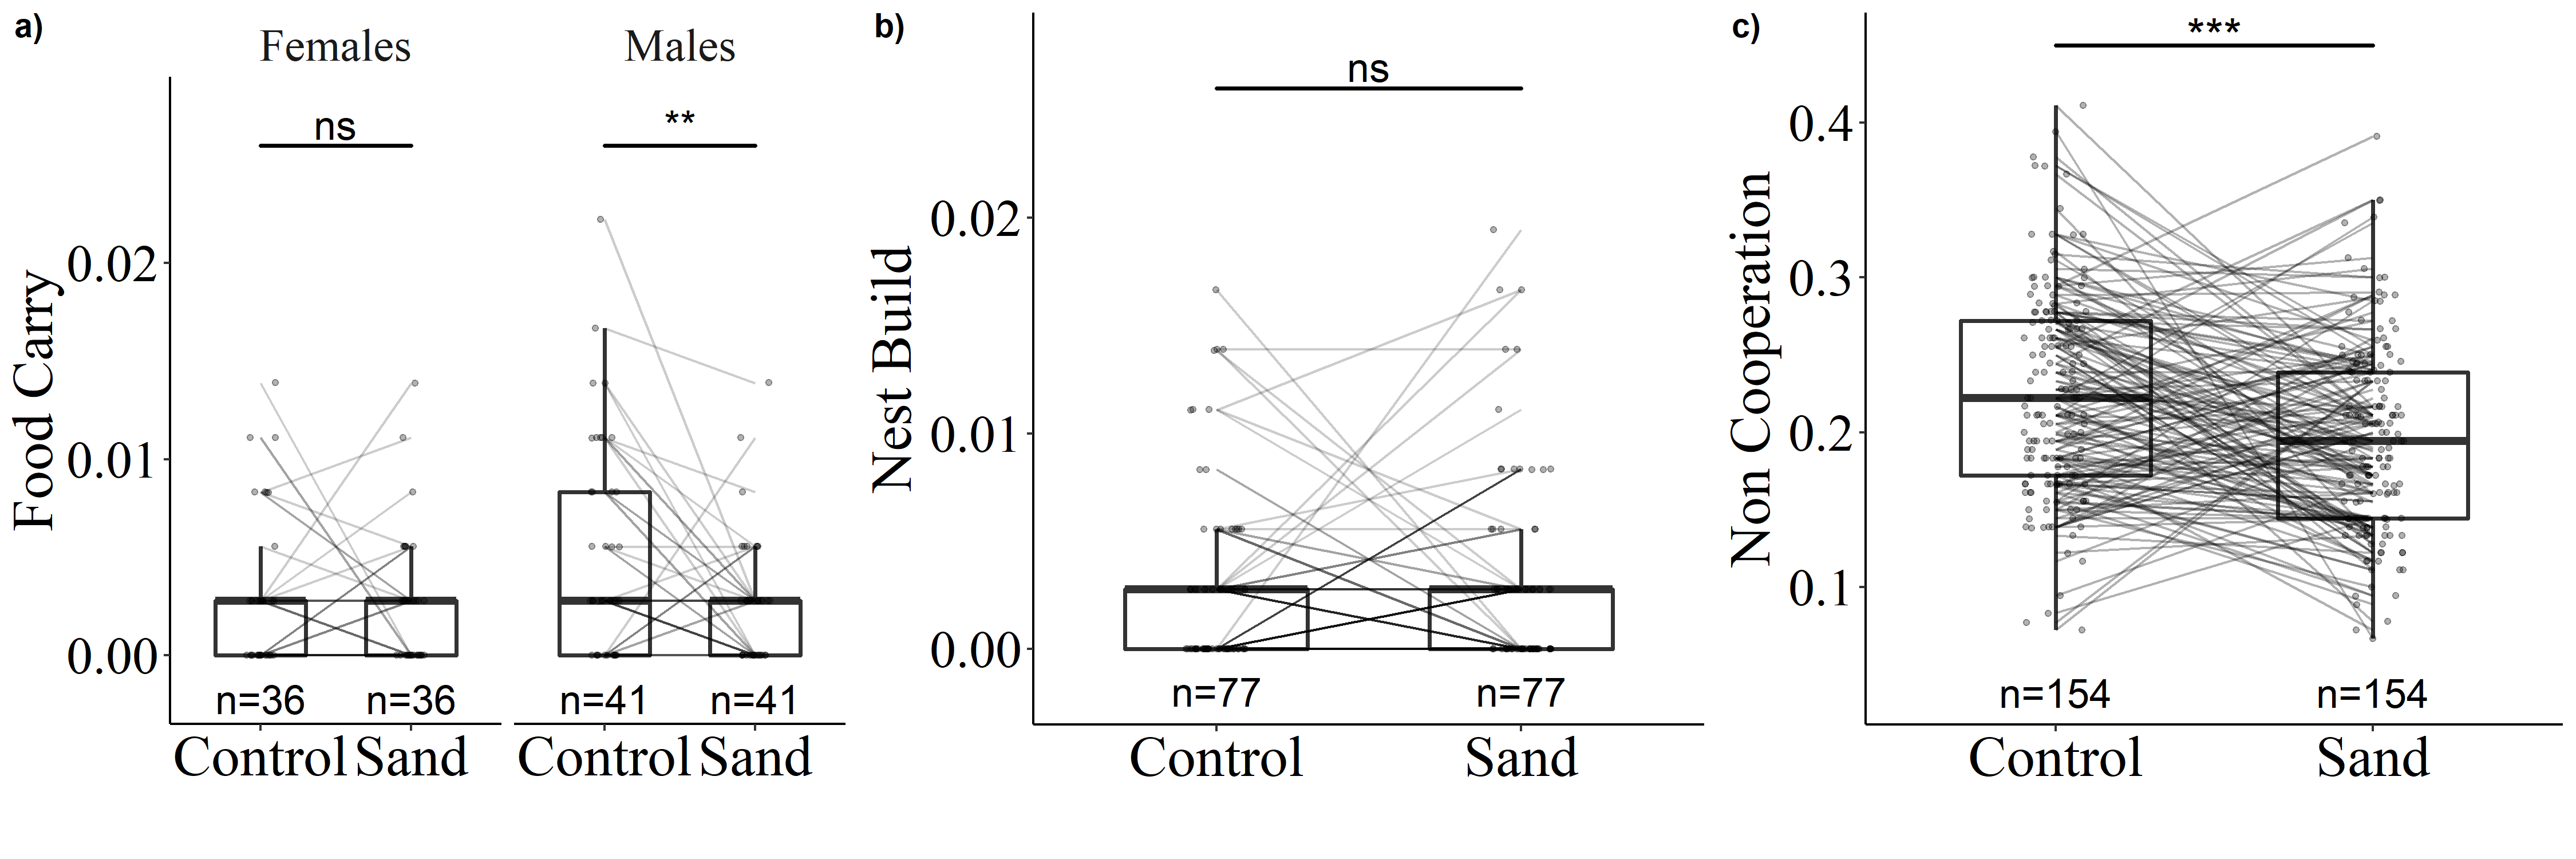 a)
Females
Males
ns
**
Food Carry
0.02
0.01
0.00
n=36
n=36
n=41
n=41
Control
Sand
Control
Sand
b)
ns
Nest Build
0.02
0.01
0.00
n=77
n=77
Control
Sand
c)
***
Non Cooperation
0.4
0.3
0.2
0.1
n=154
n=154
Control
Sand